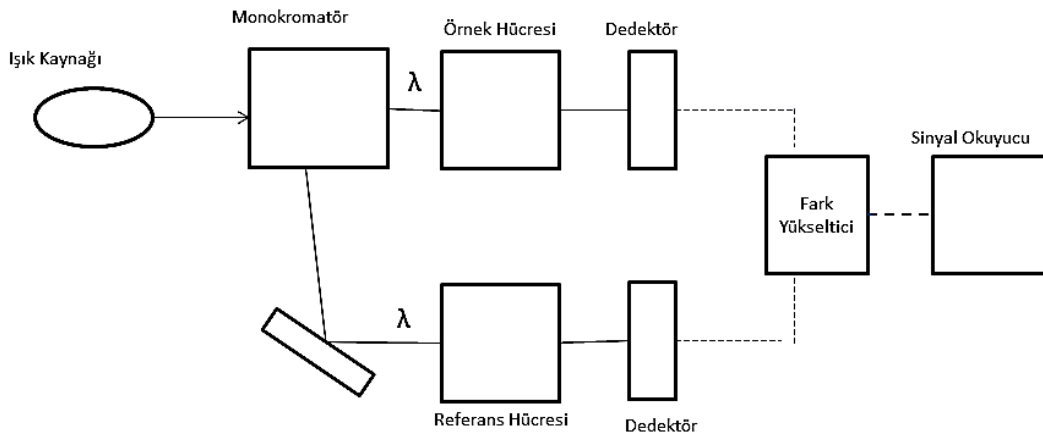 Monokromatör
Örnek Hücresi
Dedektör
Işık Kaynağı
λ
Sinyal Okuyucu
Fark
Yükseltici
λ
Referans Hücresi
Dedektör